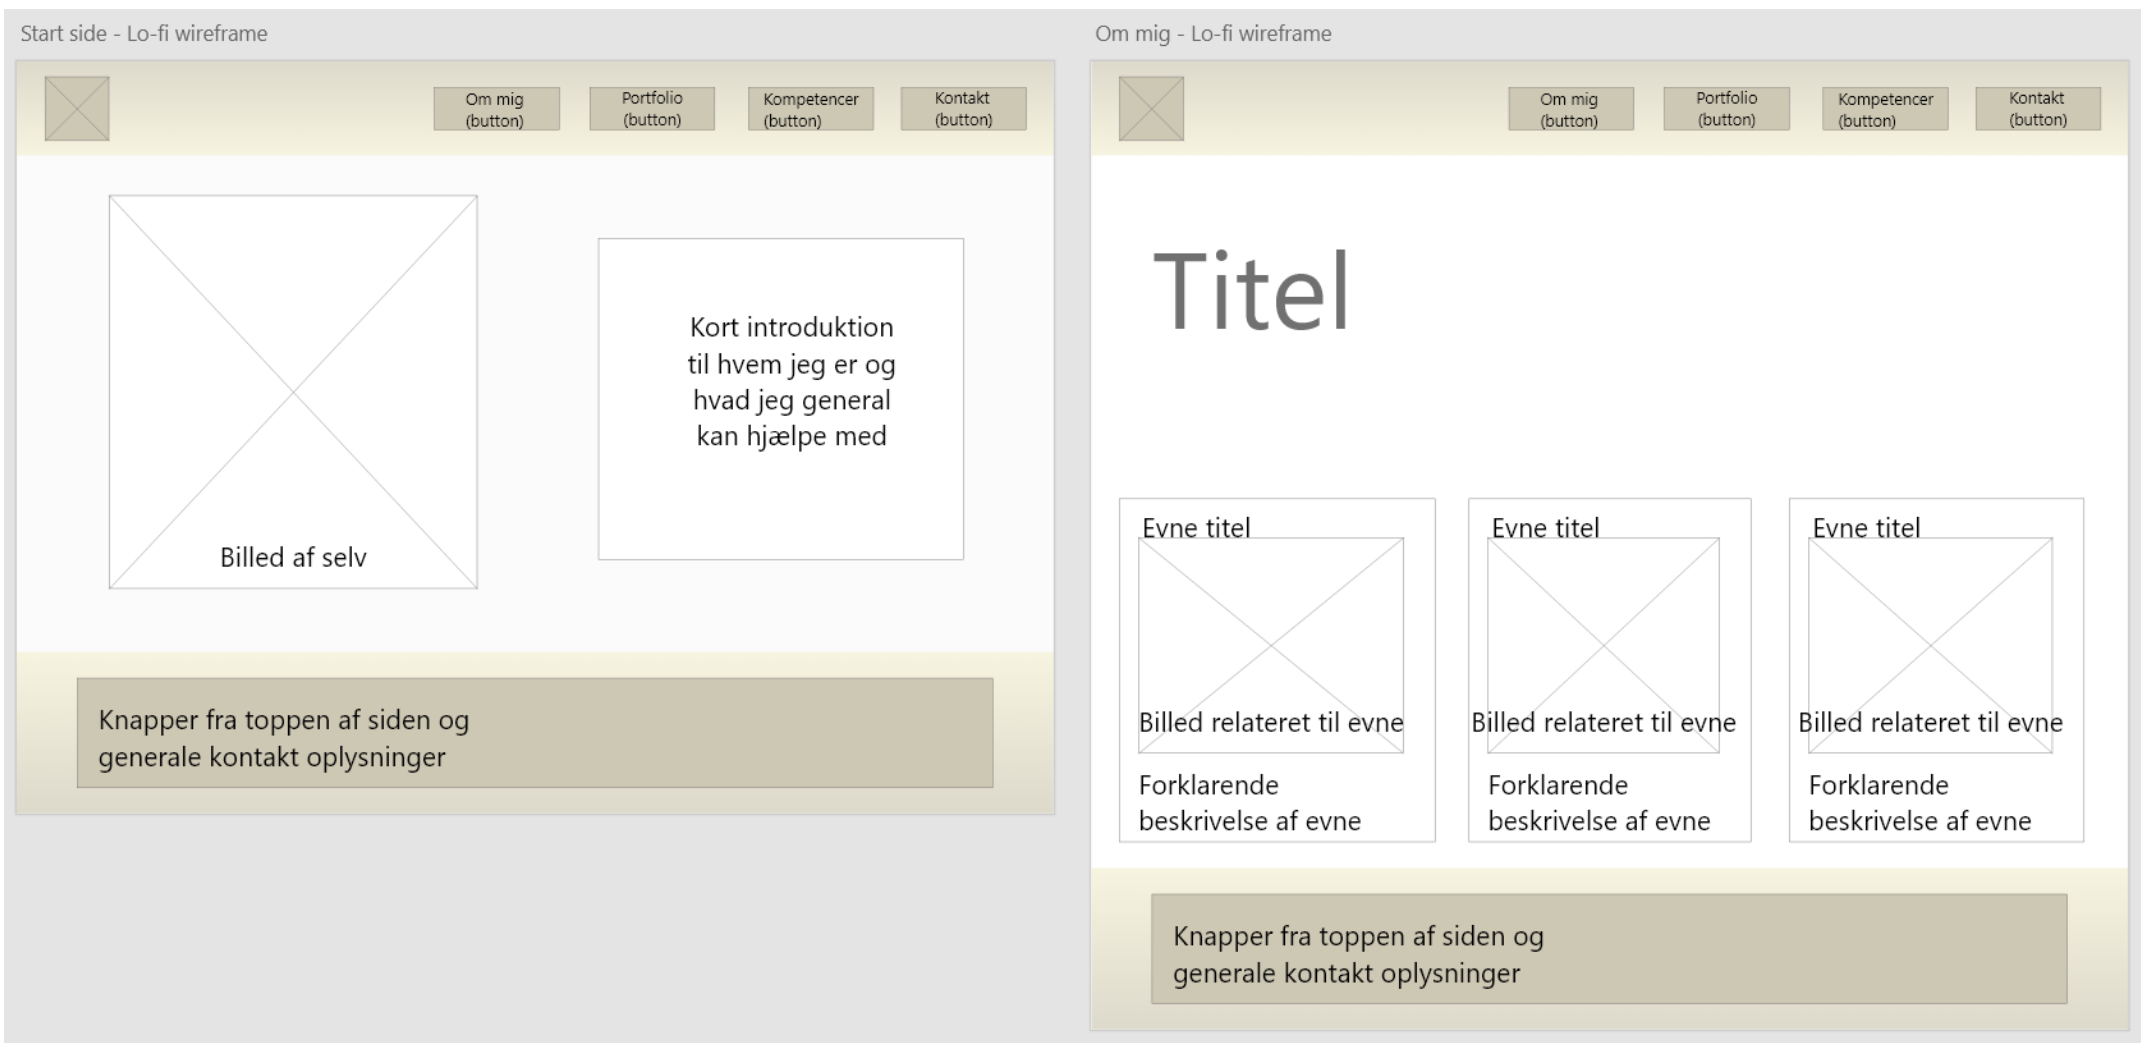 Start side - Lo-fi wireframe
Om mig
(button)
Portfolio
(button)
Kompetencer
(button)
Kontakt
(button)
Billed af selv
Kort introduktion
til hvem jeg er og
hvad jeg general
kan hjælpe med
Knapper fra toppen af siden og
generale kontakt oplysninger
Om mig - Lo-fi wireframe
Om mig
(button)
Portfolio
(button)
Kompetencer
(button)
Kontakt
(button)
Titel
Evne titel
Billed relateret til evne
Forklarende
beskrivelse af evne
Evne titel
Billed relateret til evne
Forklarende
beskrivelse af evne
Evne titel
Billed relateret til evne
Forklarende
beskrivelse af evne
Knapper fra toppen af siden og
generale kontakt oplysninger